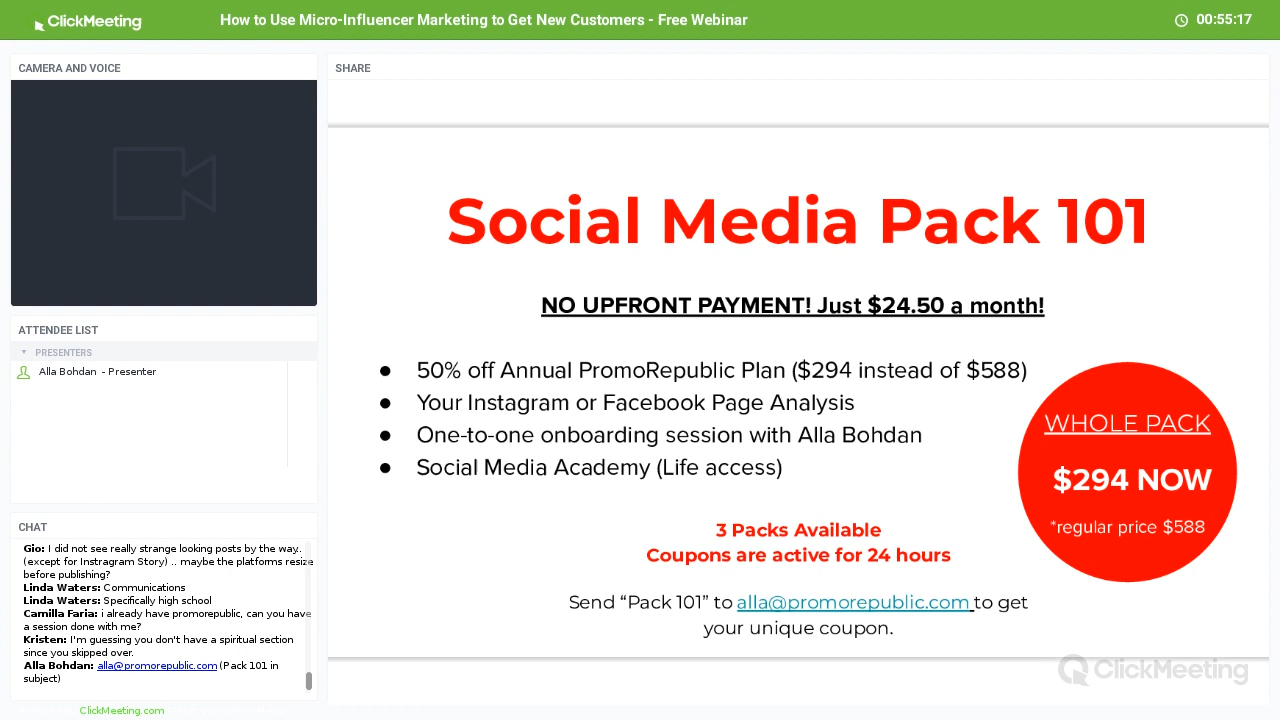 ClickMeeting
How to Use Micro-Influencer Marketing to Get New Customers - Free Webinar
00:55:17
CAMERA AND VOICE
ATTENDEE LIST
PRESENTERS
Alla Bohdan - Presenter
CHAT
Gio: I did not see really strange looking posts by the way.
(except for Instragram Story) .. maybe the platforms resize
before publishing?
Linda Waters: Communications
Linda Waters: Specifically high school
Camilla Faria: i already have promorepublic, can you have
a session done with me?
Kristen: I'm guessing you don't have a spiritual section
since you skipped over.
Alla Bohdan: alla@promorepublic.com (Pack 101 in
subject)
ClickMeeting.com
SHARE
Social Media Pack 101
NO UPFRONT PAYMENT! Just $24.50 a month!
● 50% off Annual PromoRepublic Plan ($294 instead of $588)
● Your Instagram or Facebook Page Analysis
● One-to-one onboarding session with Alla Bohdan
● Social Media Academy (Life access)
WHOLE PACK
$294 NOW
*regular price $588
3 Packs Available
Coupons are active for 24 hours
Send “Pack 101” to alla@promorepublic.com to get
your unique coupon.
ClickMeeting